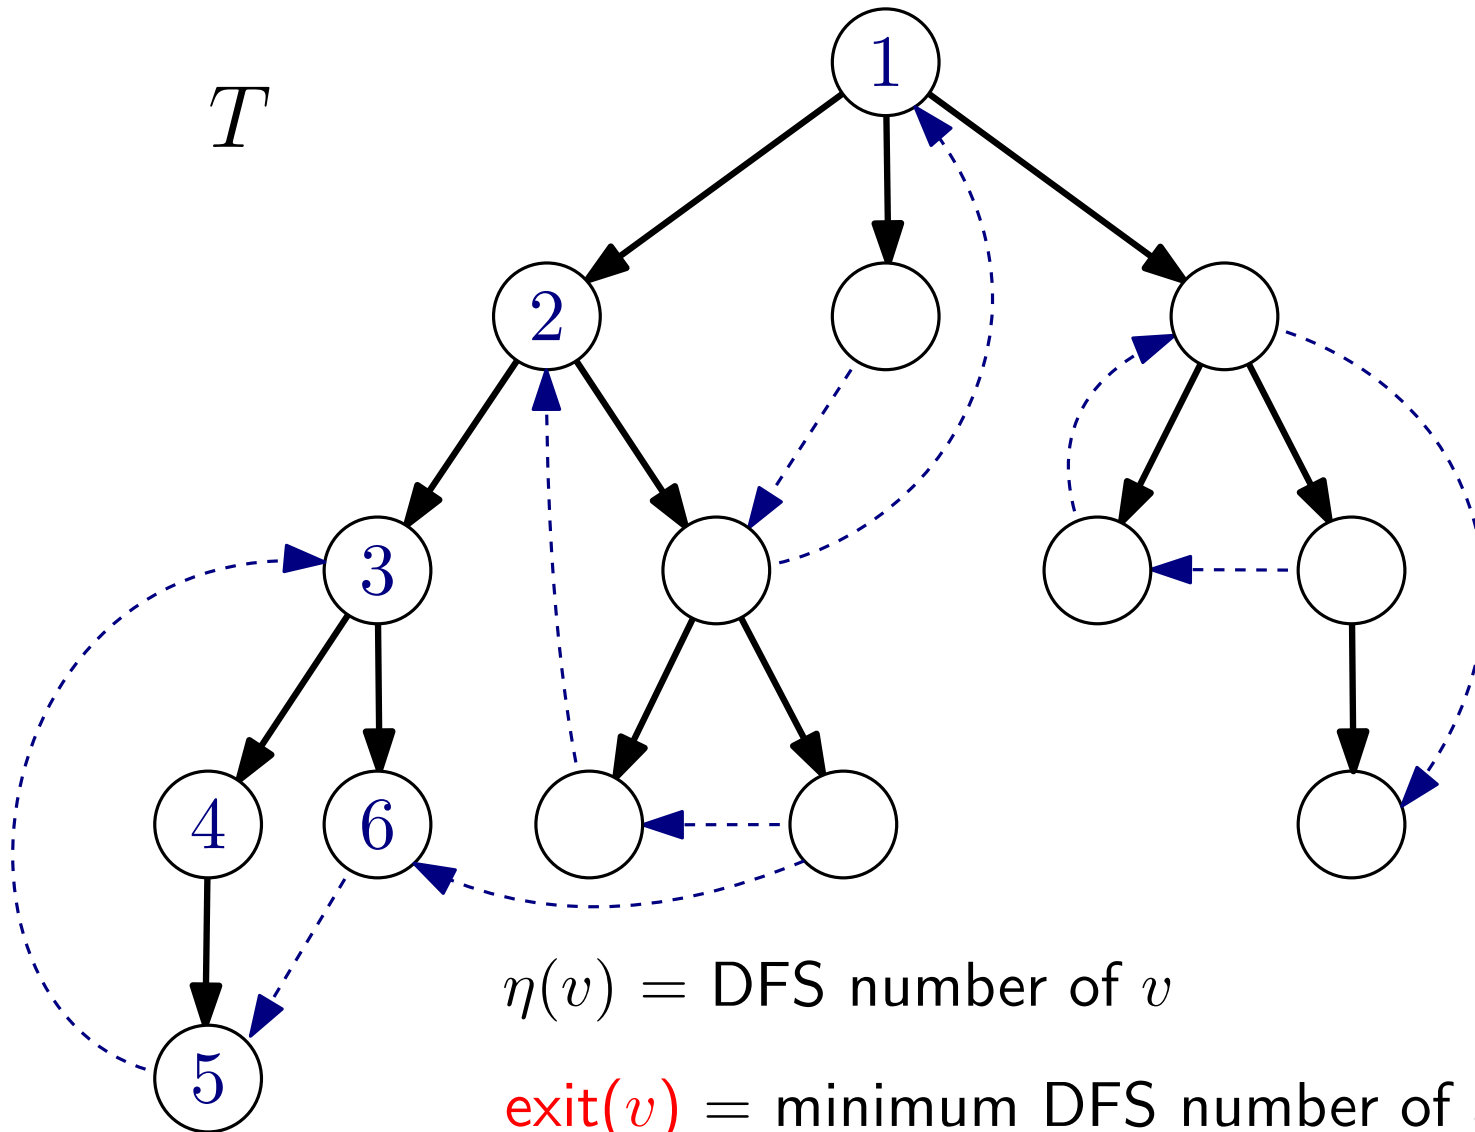 T
1
2
3
4
6
5
η(v) = DFS number of v
exit(v) = minimum DFS number of